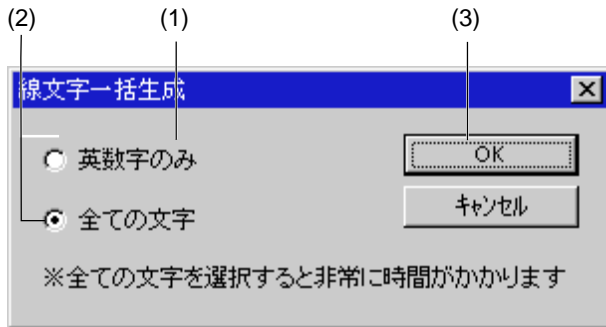 (2) (1) (3)
線文字一括生成
英数字のみ
OK
全ての文字
キャンセル
※全ての文字を選択すると非常に時間がかかります